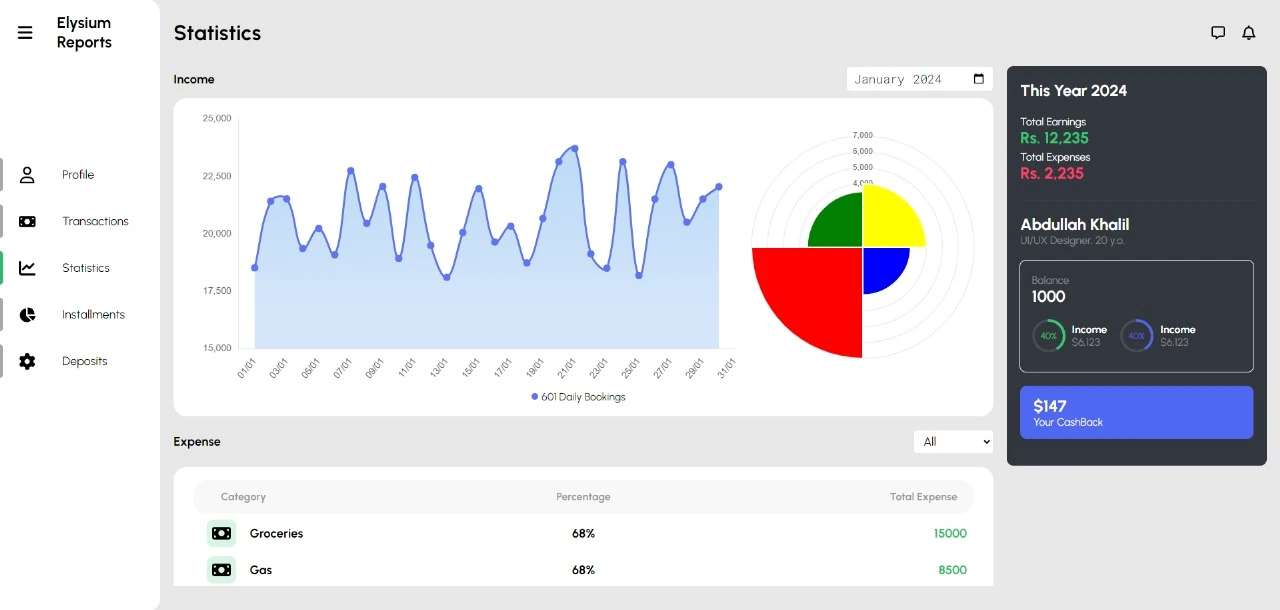 Elysium
Reports
Profile
Transactions
Statistics
Installments
Deposits
Statistics
Income
January 2024
25,000
22,500
20,000
17,500
15,000
01/01
03/01
05/01
07/01
09/01
11/01
13/01
15/01
17/01
19/01
21/01
23/01
25/01
27/01
29/01
31/01
601 Daily Bookings
7,000
6,000
5,000
4,000
Expense
All
Category Percentage Total Expense
Groceries 68% 15000
Gas 68% 8500
This Year 2024
Total Earnings
Rs. 12,235
Total Expenses
Rs. 2,235
Abdullah Khalil
UI/UX Designer, 20 y.o.
Balance
1000
40% Income
$6,123
40% Income
$6,123
$147
Your CashBack